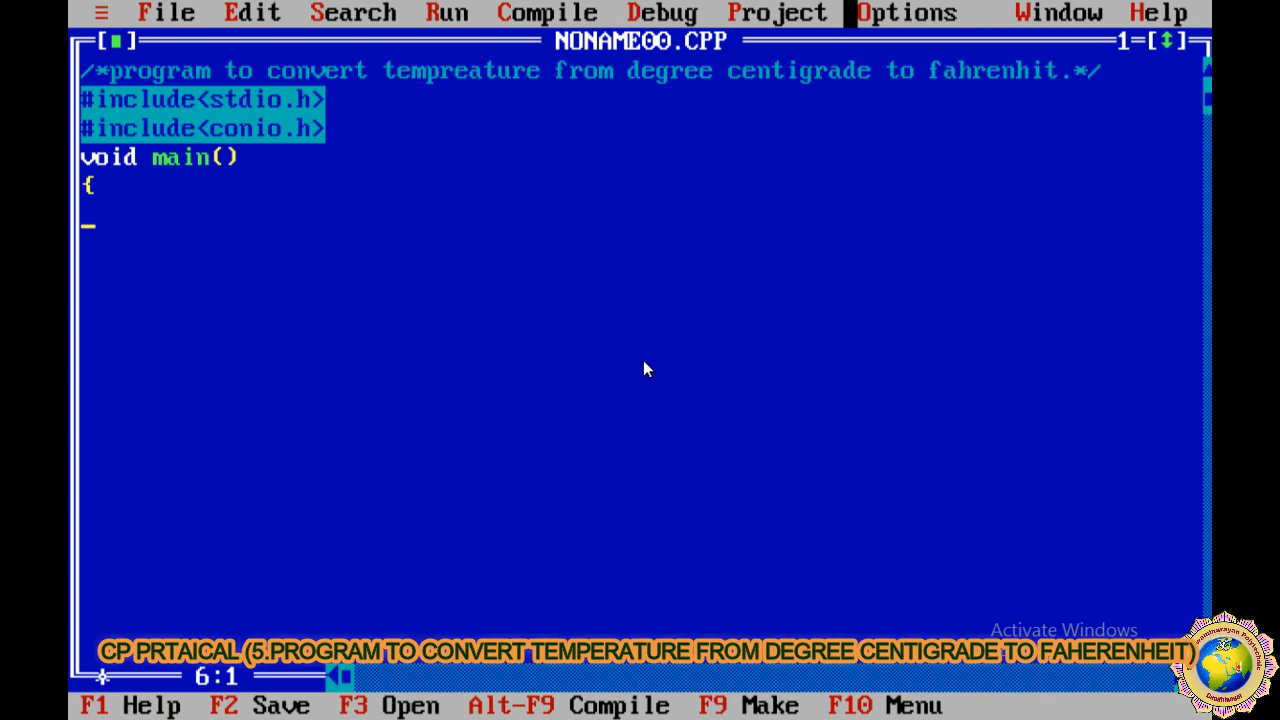 ≡ File Edit Search Run Compile Debug Project Options Window Help
[■] NONAME00.CPP 1=[↕]
/*program to convert tempreature from degree centigrade to fahrenhit.*/
#include<stdio.h>
#include<conio.h>
void main()
{
Activate Windows
CP PRTAICAL (5.PROGRAM TO CONVERT TEMPERATURE FROM DEGREE CENTIGRADE TO FAHERENHEIT)
6:1
F1 Help F2 Save F3 Open Alt-F9 Compile F9 Make F10 Menu